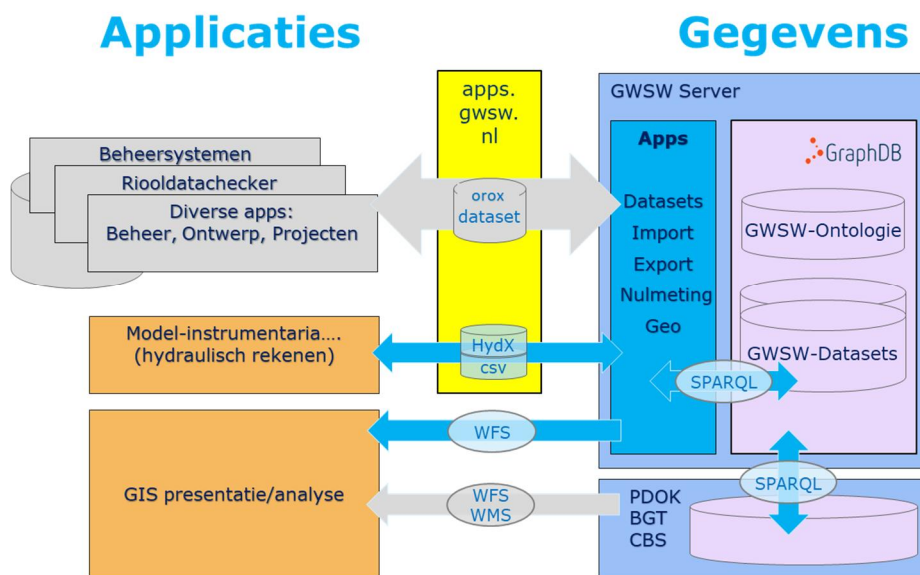 Applicaties
Gegevens
Beheersystemen
Riooldatachecker
Diverse apps:
Beheer, Ontwerp, Projecten
Model-instrumentaria....
(hydraulisch rekenen)
GIS presentatie/analyse
apps.
gwsw.
nl
orox
dataset
HydX
csv
WFS
WFS
WMS
GWSW Server
Apps
Datasets
Import
Export
Nulmeting
Geo
GraphDB
GWSW-Ontologie
GWSW-Datasets
SPARQL
SPARQL
PDOK
BGT
CBS